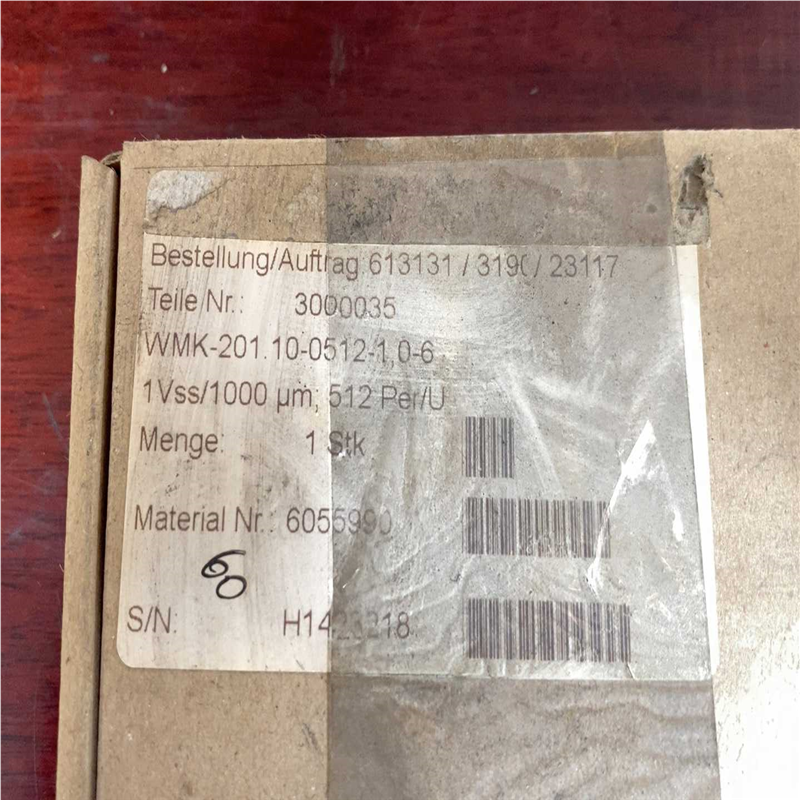 Bestellung/Auftrag 613131 / 3190 / 23117
Teile Nr.: 3000035
WMK-201.10-0512-1,0-6
1Vss/1000 µm; 512 Per/U
Menge: 1 Stk
Material Nr.: 6055990
60
S/N: H1423218